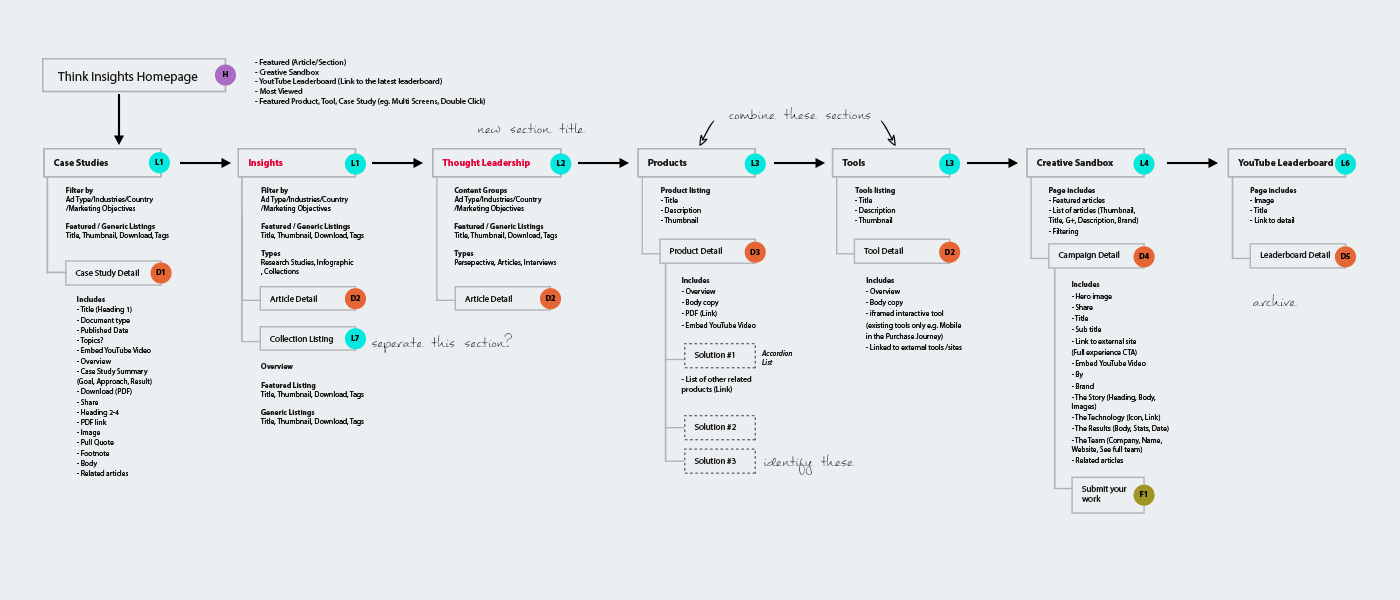 Think Insights Homepage
H
- Featured (Article/Section)
- Creative Sandbox
- YoutTube Leaderboard (Link to the latest leaderboard)
- Most Viewed
- Featured Product, Tool, Case Study (eg. Multi Screens, Double Click)
new section title
combine these sections
Case Studies
L1
Filter by
Ad Type/Industries/Country
/Marketing Objectives
Featured / Generic Listings
Title, Thumbnail, Download, Tags
Case Study Detail
D1
Includes
- Title (Heading 1)
- Document type
- Published Date
- Topics?
- Embed YouTube Video
- Overview
- Case Study Summary
(Goal, Approach, Result)
- Download (PDF)
- Share
- Heading 2-4
- PDF link
- Image
- Pull Quote
- Footnote
- Body
- Related articles
Insights
L1
Filter by
Ad Type/Industries/Country
/Marketing Objectives
Featured / Generic Listings
Title, Thumbnail, Download, Tags
Types
Research Studies, Infographic
, Collections
Article Detail
D2
Collection Listing
L7
seperate this section?
Overview
Featured Listing
Title, Thumbnail, Download, Tags
Generic Listings
Title, Thumbnail, Download, Tags
Thought Leadership
L2
Content Groups
Ad Type/Industries/Country
/Marketing Objectives
Featured / Generic Listings
Title, Thumbnail, Download, Tags
Types
Persepective, Articles, Interviews
Article Detail
D2
Products
L3
Product listing
- Title
- Description
- Thumbnail
Product Detail
D3
Includes
- Overview
- Body copy
- PDF (Link)
- Embed YouTube Video
Solution #1
Accordion
List
- List of other related
products (Link)
Solution #2
Solution #3
identify these
Tools
L3
Tools listing
- Title
- Description
- Thumbnail
Tool Detail
D2
Includes
- Overview
- Body copy
- iframed interactive tool
(existing tools only e.g. Mobile
in the Purchase Journey)
- Linked to external tools /sites
Creative Sandbox
L4
Page includes
- Featured articles
- List of articles (Thumbnail,
Title, G+, Description, Brand)
- Filtering
Campaign Detail
D4
Includes
- Hero image
- Share
- Title
- Sub title
- Link to external site
(Full experience CTA)
- Embed YouTube Video
- By
- Brand
- The Story (Heading, Body,
Images)
- The Technology (Icon, Link)
- The Results (Body, Stats, Date)
- The Team (Company, Name,
Website, See full team)
- Related articles
Submit your
work
F1
YouTube Leaderboard
L6
Page includes
- Image
- Title
- Link to detail
Leaderboard Detail
D5
archive